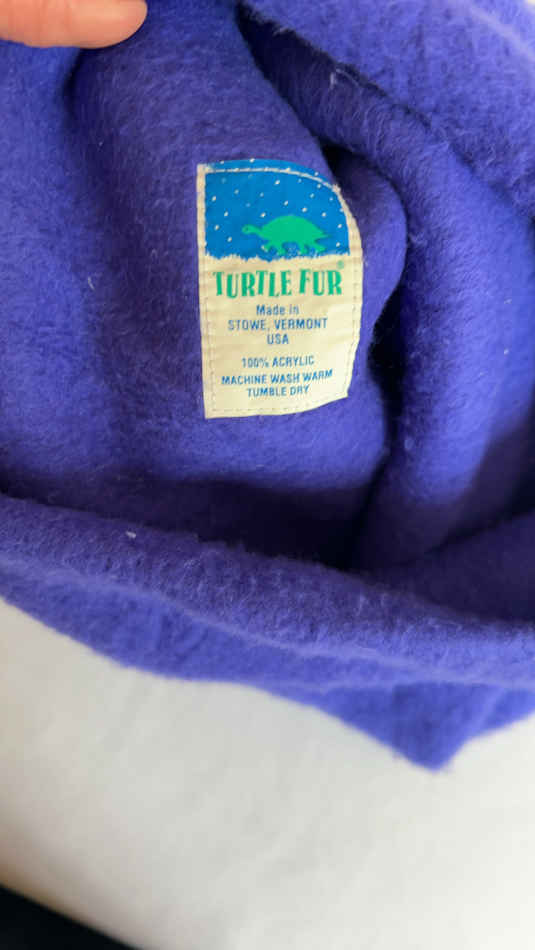 TURTLE FUR®
Made in
STOWE, VERMONT
USA
100% ACRYLIC
MACHINE WASH WARM
TUMBLE DRY